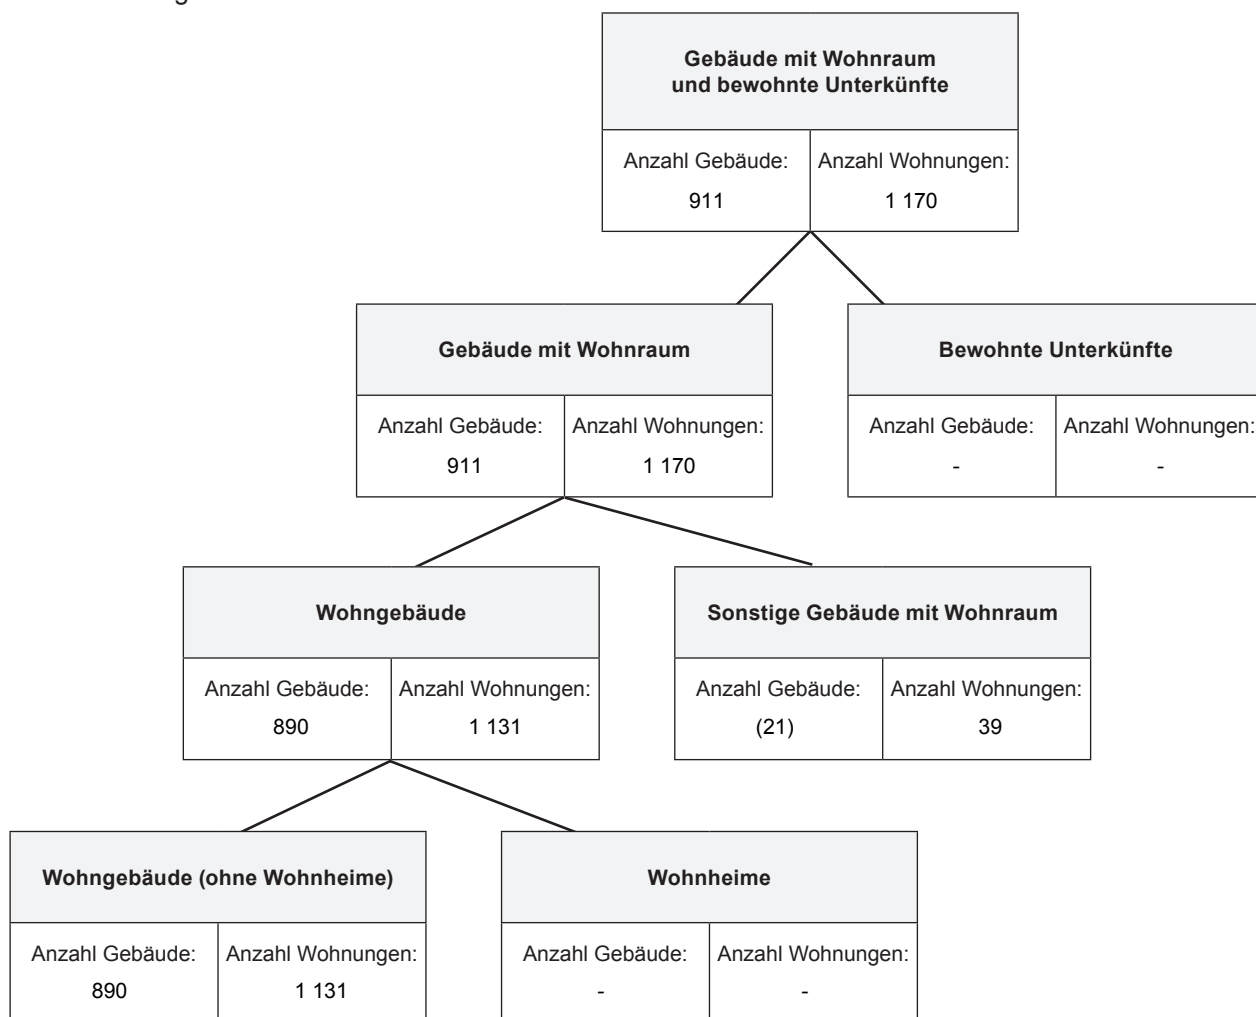 Gebäude mit Wohnraum
und bewohnte Unterkünfte
Anzahl Gebäude:
911
Anzahl Wohnungen:
1 170
Gebäude mit Wohnraum
Anzahl Gebäude:
911
Anzahl Wohnungen:
1 170
Bewohnte Unterkünfte
Anzahl Gebäude:
-
Anzahl Wohnungen:
-
Wohngebäude
Anzahl Gebäude:
890
Anzahl Wohnungen:
1 131
Sonstige Gebäude mit Wohnraum
Anzahl Gebäude:
(21)
Anzahl Wohnungen:
39
Wohngebäude (ohne Wohnheime)
Anzahl Gebäude:
890
Anzahl Wohnungen:
1 131
Wohnheime
Anzahl Gebäude:
-
Anzahl Wohnungen:
-